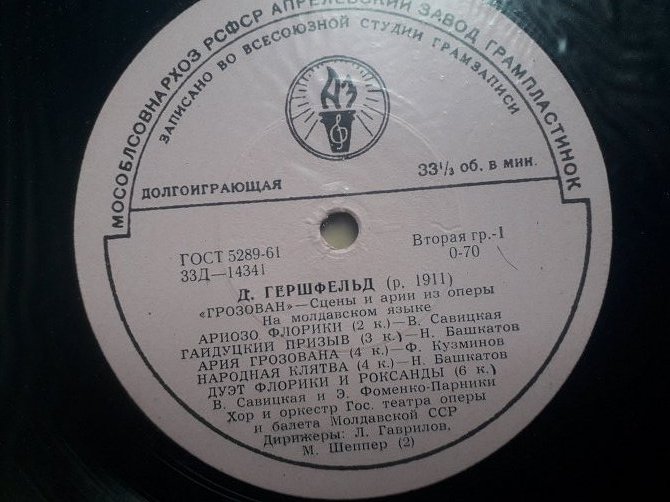 МОСОБЛСОВНАРХОЗ РСФСР АПРЕЛЕВСКИЙ ЗАВОД ГРАМПЛАСТИНОК
ЗАПИСАНО ВО ВСЕСОЮЗНОЙ СТУДИИ ГРАМЗАПИСИ
АЗ
ДОЛГОИГРАЮЩАЯ
33⅓ об. в мин.
ГОСТ 5289-61
33Д—14341
Вторая гр.-1
0-70
Д. ГЕРШФЕЛЬД (р. 1911)
«ГРОЗОВАН»—Сцены и арии из оперы
На молдавском языке
АРИОЗО ФЛОРИКИ (2 к.)—В. Савицкая
ГАЙДУЦКИЙ ПРИЗЫВ (3 к.)—Н. Башкатов
АРИЯ ГРОЗОВАНА (4 к.)—Ф. Кузминов
НАРОДНАЯ КЛЯТВА (4 к.)—Н. Башкатов
ДУЭТ ФЛОРИКИ И РОКСАНДЫ (6 к.)
В. Савицкая и Э. Фоменко-Парники
Хор и оркестр Гос. театра оперы
и балета Молдавской ССР
Дирижеры: Л. Гаврилов,
М. Шеппер (2)